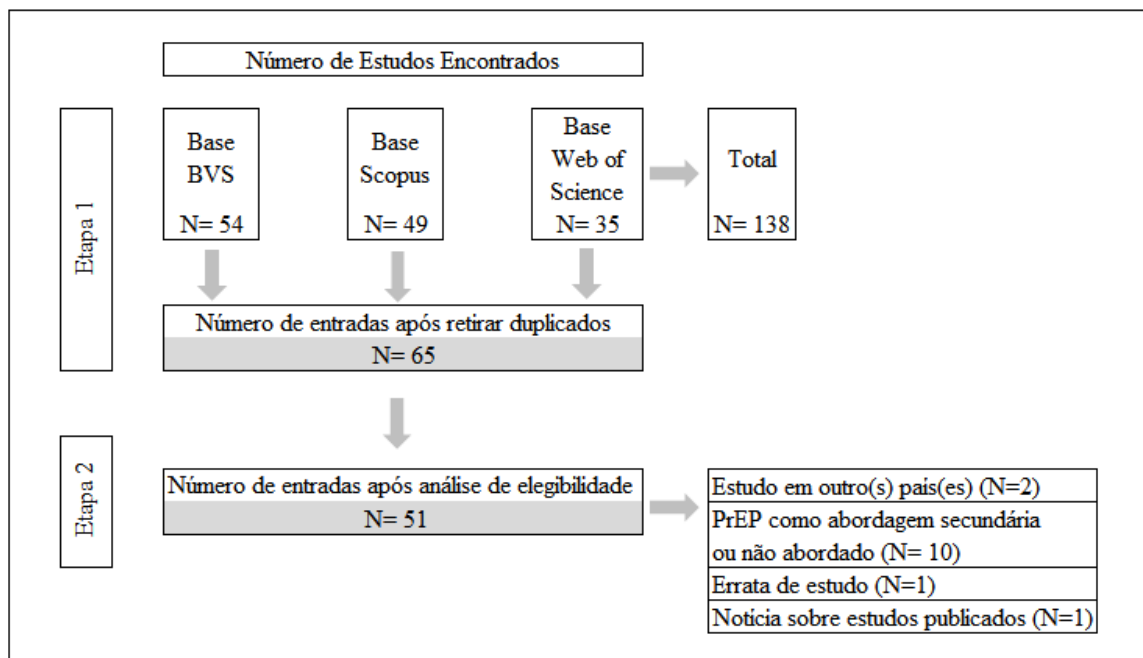 Número de Estudos Encontrados
Etapa 1
Base
BVS
N= 54
Base
Scopus
N= 49
Base
Web of
Science
N= 35
Total
N= 138
Número de entradas após retirar duplicados
N= 65
Etapa 2
Número de entradas após análise de elegibilidade
N= 51
Estudo em outro(s) país(es) (N=2)
PrEP como abordagem secundária
ou não abordado (N= 10)
Errata de estudo (N=1)
Notícia sobre estudos publicados (N=1)